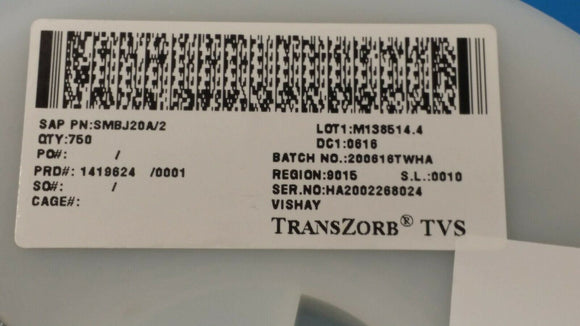 SAP PN:SMBJ20A/2
QTY:750
PO#: /
PRD#: 1419624 /0001
SO#: /
CAGE#:
LOT1:M138514.4
DC1:0616
BATCH NO.:200616TWHA
REGION:9015 S.L.:0010
SER.NO:HA2002268024
VISHAY
TRANSZORB® TVS